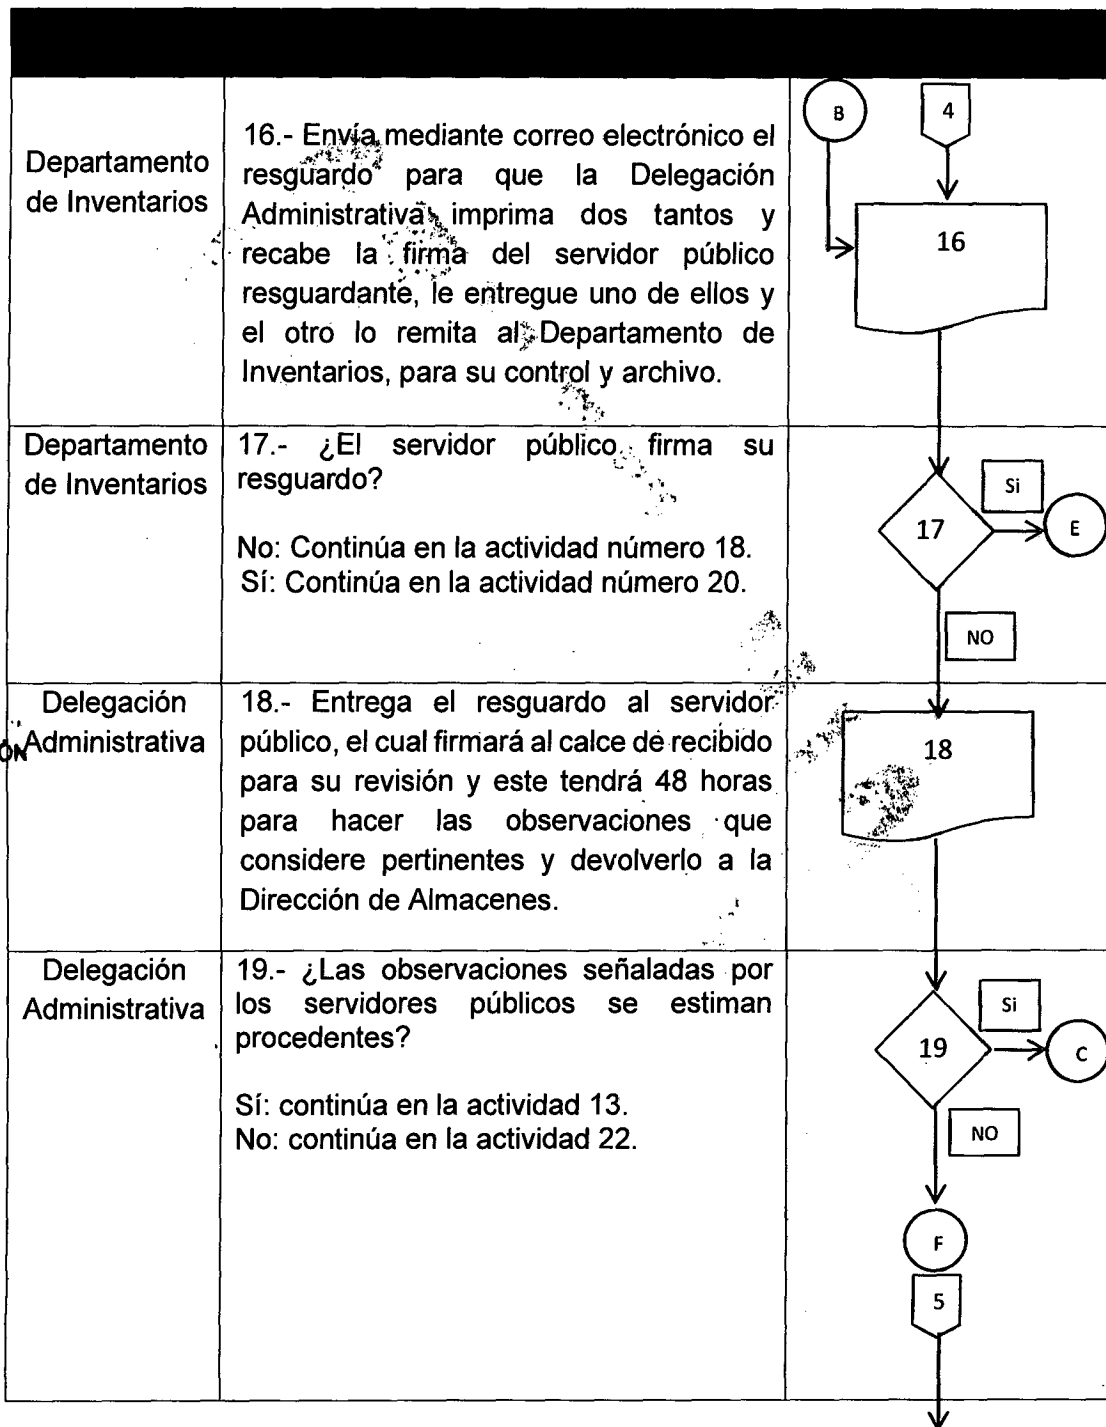 Departamento
de Inventarios
16.- Envía mediante correo electrónico el
resguardo para que la Delegación
Administrativa imprima dos tantos y
recabe la firma del servidor público
resguardante, le entregue uno de ellos y
el otro lo remita al Departamento de
Inventarios, para su control y archivo.
B
4
16
Departamento
de Inventarios
17.- ¿El servidor público firma su
resguardo?
No: Continúa en la actividad número 18.
Sí: Continúa en la actividad número 20.
17
Si
E
NO
Delegación
Administrativa
ÓN
18.- Entrega el resguardo al servidor
público, el cual firmará al calce de recibido
para su revisión y este tendrá 48 horas
para hacer las observaciones que
considere pertinentes y devolverlo a la
Dirección de Almacenes.
18
Delegación
Administrativa
19.- ¿Las observaciones señaladas por
los servidores públicos se estiman
procedentes?
Sí: continúa en la actividad 13.
No: continúa en la actividad 22.
19
Si
C
NO
F
5